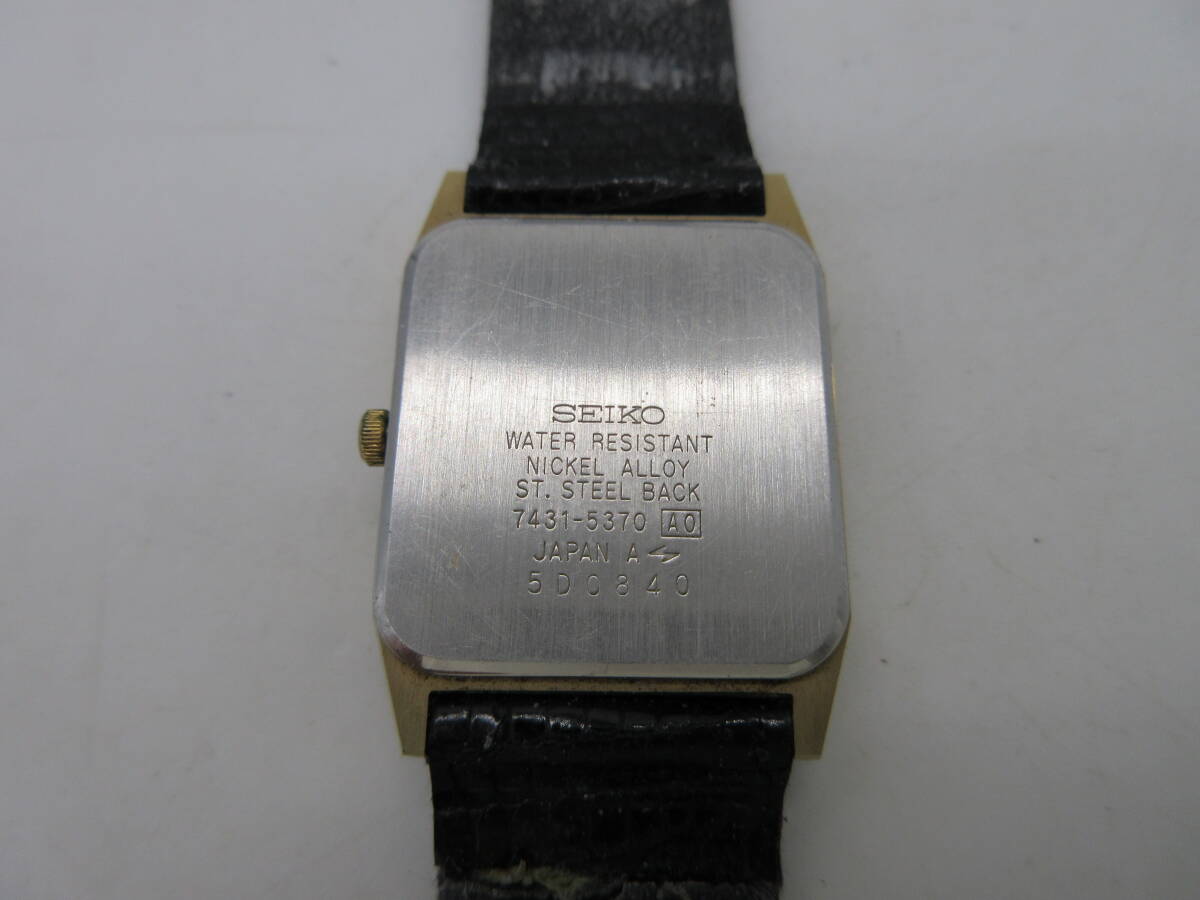 SEIKO
WATER RESISTANT
NICKEL ALLOY
ST. STEEL BACK
7431-5370 A0
JAPAN A
5D0840